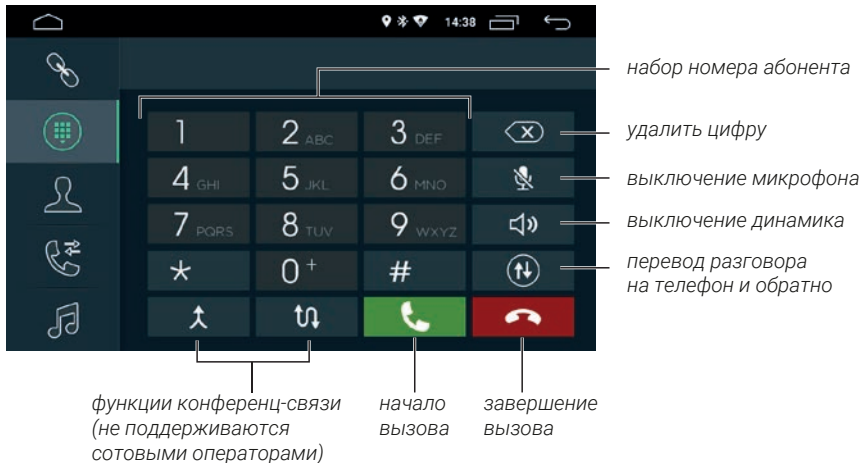 14:38
набор номера абонента
1 2 ABC 3 DEF
удалить цифру
4 GHI 5 JKL 6 MNO
выключение микрофона
7 PQRS 8 TUV 9 WXYZ
выключение динамика
* 0 + #
перевод разговора
на телефон и обратно
функции конференц-связи
(не поддерживаются
сотовыми операторами)
начало
вызова
завершение
вызова